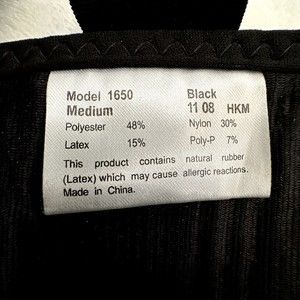 Model 1650 Black
Medium 11 08 HKM
Polyester 48% Nylon 30%
Latex 15% Poly-P 7%
This product contains natural rubber
(Latex) which may cause allergic reactions.
Made in China.